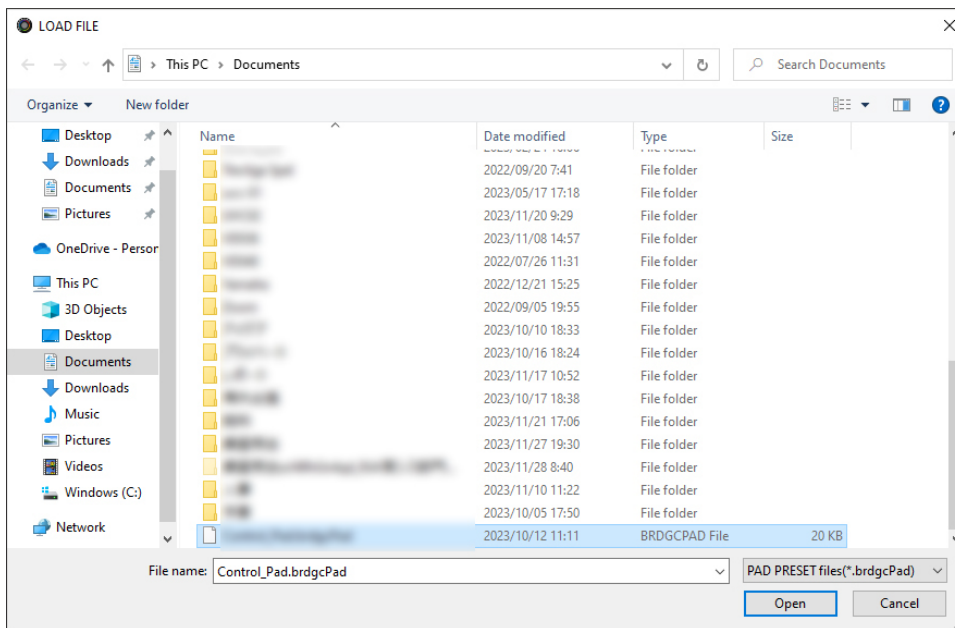 LOAD FILE
This PC > Documents
Search Documents
Organize
New folder
Name
Date modified
Type
Size
Desktop
Downloads
Documents
Pictures
OneDrive - Person
This PC
3D Objects
Desktop
Documents
Downloads
Music
Pictures
Videos
Windows (C:)
Network
2022/09/20 7:41 File folder
2023/05/17 17:18 File folder
2023/11/20 9:29 File folder
2023/11/08 14:57 File folder
2022/07/26 11:31 File folder
2022/12/21 15:25 File folder
2022/09/05 19:55 File folder
2023/10/10 18:33 File folder
2023/10/16 18:24 File folder
2023/11/17 10:52 File folder
2023/10/17 18:38 File folder
2023/11/21 17:06 File folder
2023/11/27 19:30 File folder
2023/11/28 8:40 File folder
2023/11/10 11:22 File folder
2023/10/05 17:50 File folder
2023/10/12 11:11 BRDGCPAD File 20 KB
File name: Control_Pad.brdgcPad
PAD PRESET files(*.brdgcPad)
Open
Cancel